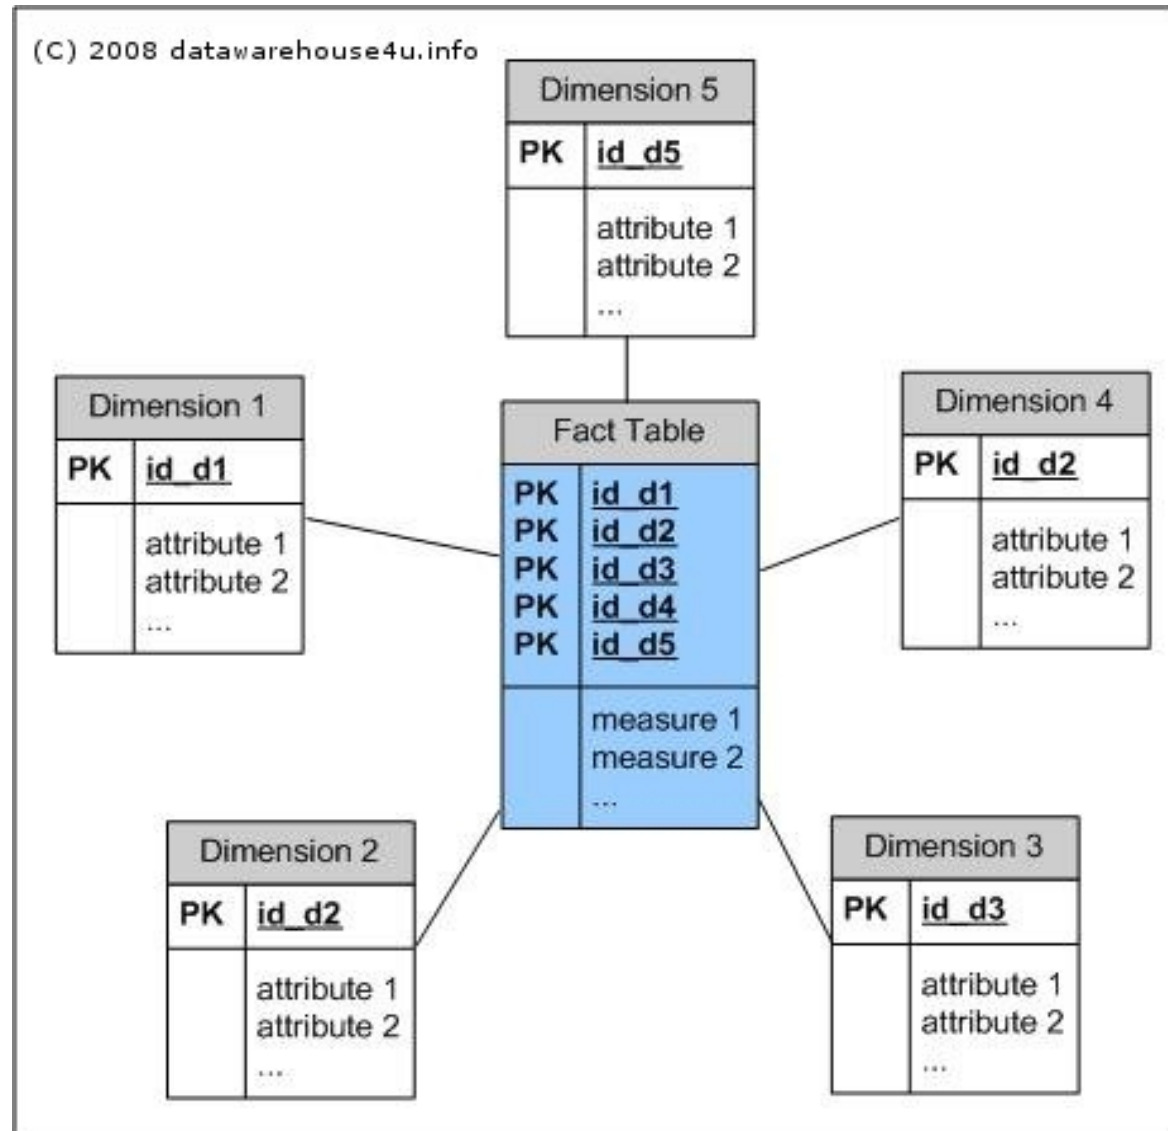 (C) 2008 datawarehouse4u.info
Dimension 5
PK id_d5
attribute 1
attribute 2
...
Dimension 1
PK id_d1
attribute 1
attribute 2
...
Fact Table
PK id_d1
PK id_d2
PK id_d3
PK id_d4
PK id_d5
measure 1
measure 2
...
Dimension 4
PK id_d2
attribute 1
attribute 2
...
Dimension 2
PK id_d2
attribute 1
attribute 2
...
Dimension 3
PK id_d3
attribute 1
attribute 2
...